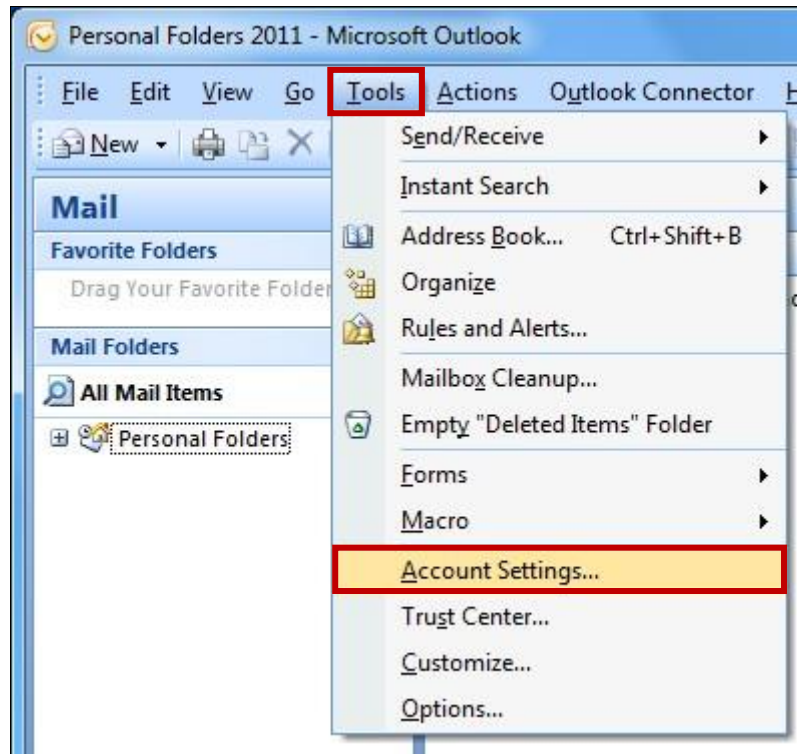 Personal Folders 2011 - Microsoft Outlook
File Edit View Go Tools Actions Outlook Connector
New
Mail
Favorite Folders
Drag Your Favorite Folder
Mail Folders
All Mail Items
Personal Folders
Send/Receive
Instant Search
Address Book... Ctrl+Shift+B
Organize
Rules and Alerts...
Mailbox Cleanup...
Empty "Deleted Items" Folder
Forms
Macro
Account Settings...
Trust Center...
Customize...
Options...